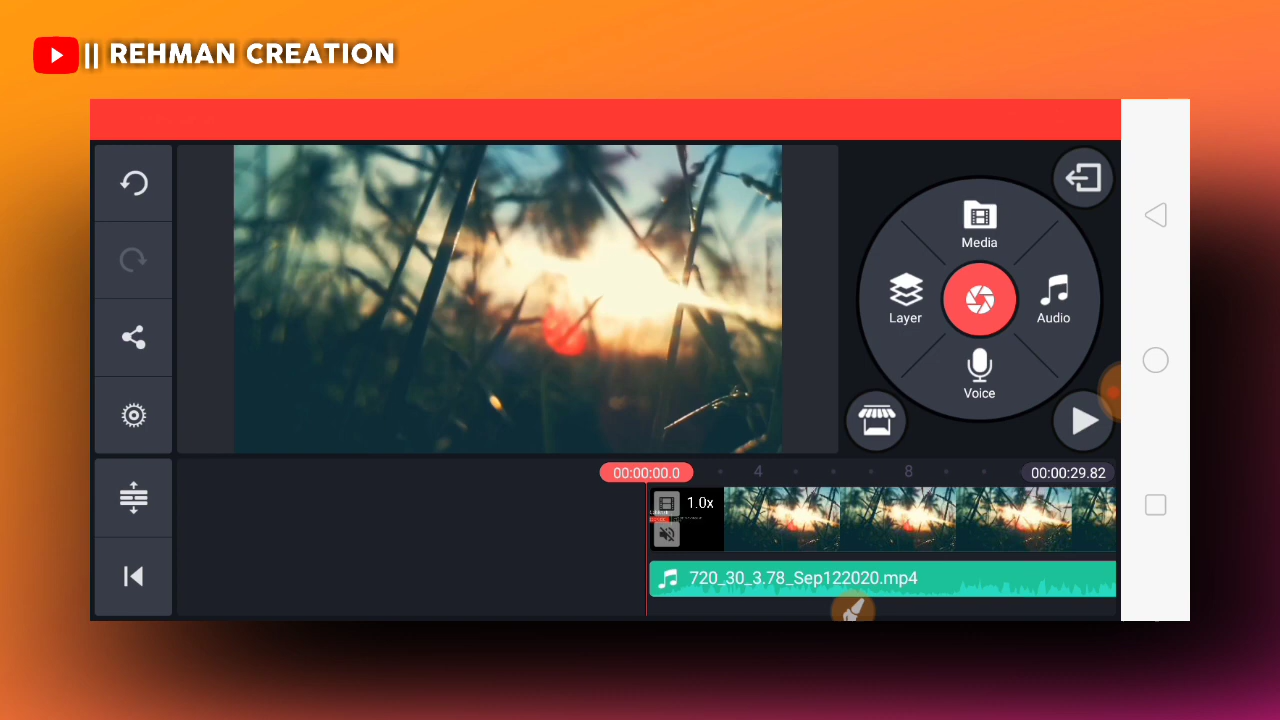 || REHMAN CREATION
Media
Layer
Audio
Voice
00:00:00.0
4
8
00:00:29.82
1.0x
720_30_3.78_Sep122020.mp4